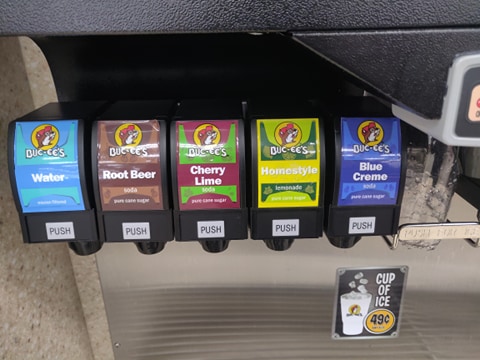 BUC-EE'S
Water
PUSH
BUC-EE'S
Root Beer
soda
pure cane sugar
PUSH
BUC-EE'S
Cherry
Lime
soda
pure cane sugar
PUSH
BUC-EE'S
Homestyle
lemonade
pure cane sugar
PUSH
BUC-EE'S
Blue
Creme
soda
pure cane sugar
PUSH
CUP
OF
ICE
49¢